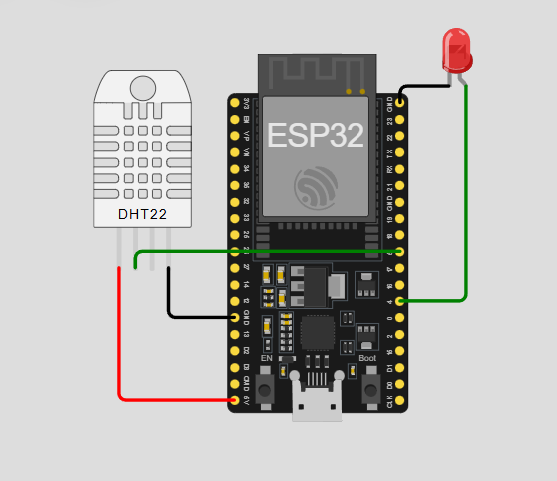 DHT22
ESP32
3V3
EN
VP
VN
34
35
32
33
25
27
14
12
GND
13
D2
D3
CMD
5V
GND
23
22
TX
RX
21
GND
19
18
17
16
4
0
2
15
D1
D0
CLK
EN
Boot